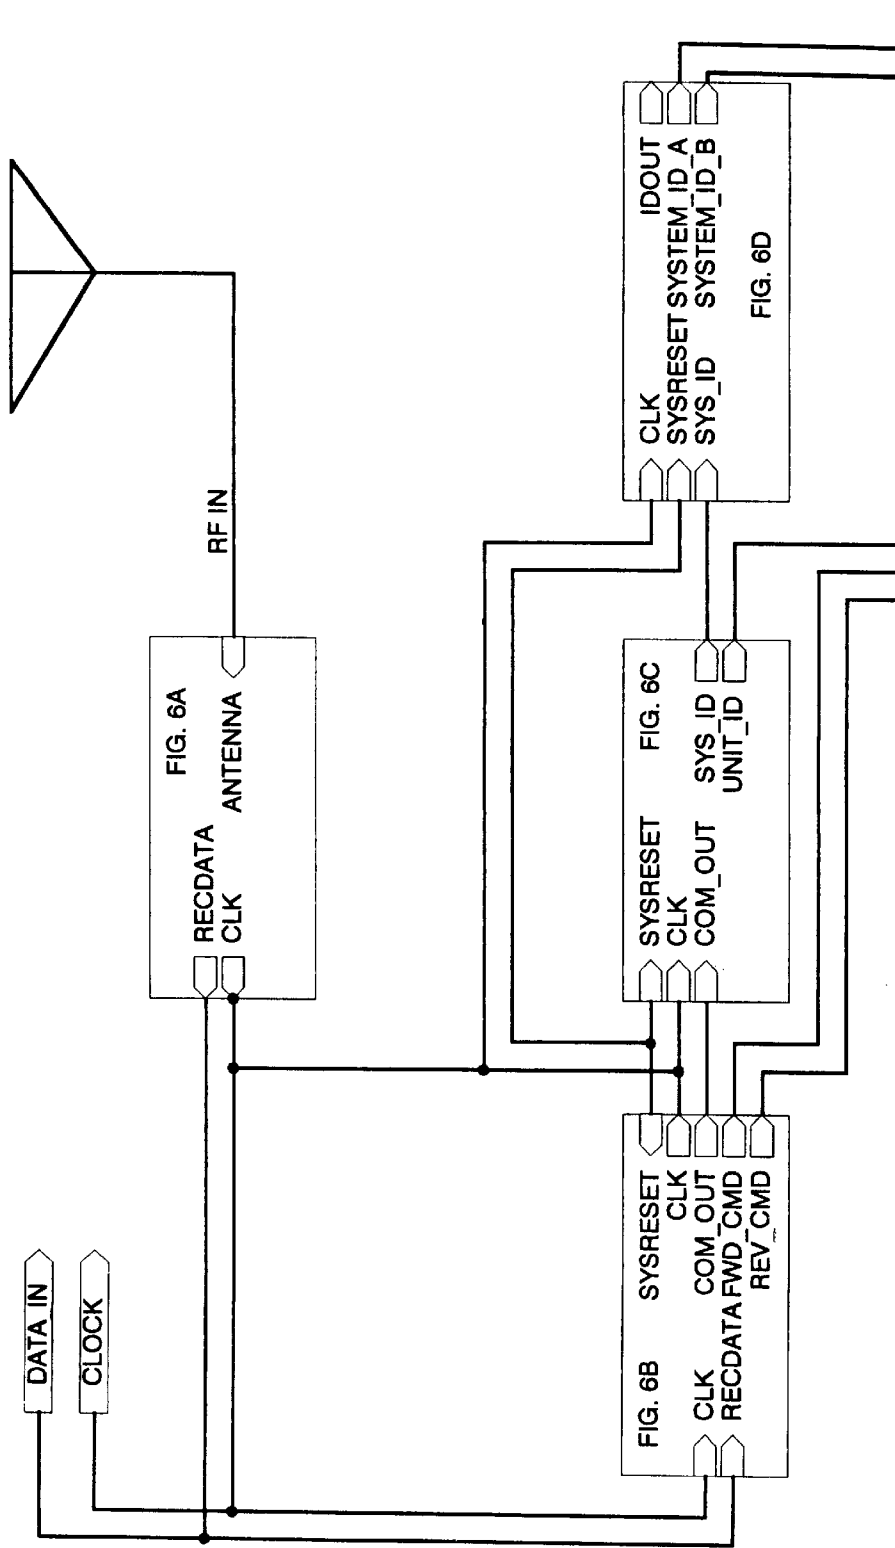 DATA IN
CLOCK
RECDATA
CLK
FIG. 6A
ANTENNA
RF IN
FIG. 6B
CLK
RECDATA
SYSRESET
CLK
COM_OUT
FWD_CMD
REV_CMD
SYSRESET
CLK
COM_OUT
FIG. 6C
SYS_ID
UNIT_ID
CLK
SYSRESET
SYS_ID
IDOUT
SYSTEM_ID_A
SYSTEM_ID_B
FIG. 6D